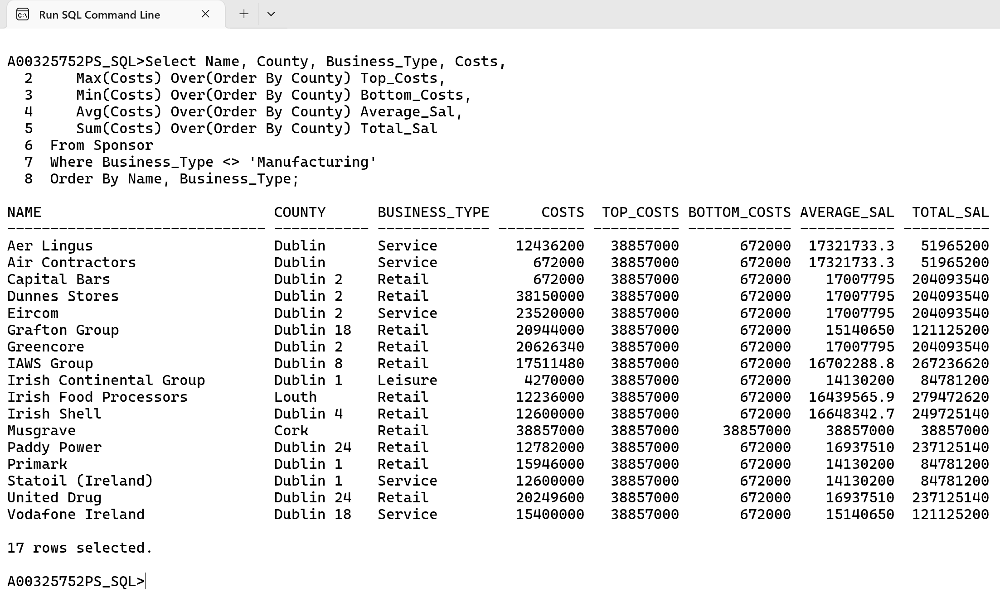 Run SQL Command Line
A00325752PS_SQL>Select Name, County, Business_Type, Costs,
  2     Max(Costs) Over(Order By County) Top_Costs,
  3     Min(Costs) Over(Order By County) Bottom_Costs,
  4     Avg(Costs) Over(Order By County) Average_Sal,
  5     Sum(Costs) Over(Order By County) Total_Sal
  6  From Sponsor
  7  Where Business_Type <> 'Manufacturing'
  8  Order By Name, Business_Type;
NAME COUNTY BUSINESS_TYPE COSTS TOP_COSTS BOTTOM_COSTS AVERAGE_SAL TOTAL_SAL
------------------------------ ----------- ------------- ---------- ---------- ------------ ----------- ----------
Aer Lingus Dublin Service 12436200 38857000 672000 17321733.3 51965200
Air Contractors Dublin Service 672000 38857000 672000 17321733.3 51965200
Capital Bars Dublin 2 Retail 672000 38857000 672000 17007795 204093540
Dunnes Stores Dublin 2 Retail 38150000 38857000 672000 17007795 204093540
Eircom Dublin 2 Service 23520000 38857000 672000 17007795 204093540
Grafton Group Dublin 18 Retail 20944000 38857000 672000 15140650 121125200
Greencore Dublin 2 Retail 20626340 38857000 672000 17007795 204093540
IAWS Group Dublin 8 Retail 17511480 38857000 672000 16702288.8 267236620
Irish Continental Group Dublin 1 Leisure 4270000 38857000 672000 14130200 84781200
Irish Food Processors Louth Retail 12236000 38857000 672000 16439565.9 279472620
Irish Shell Dublin 4 Retail 12600000 38857000 672000 16648342.7 249725140
Musgrave Cork Retail 38857000 38857000 38857000 38857000 38857000
Paddy Power Dublin 24 Retail 12782000 38857000 672000 16937510 237125140
Primark Dublin 1 Retail 15946000 38857000 672000 14130200 84781200
Statoil (Ireland) Dublin 1 Service 12600000 38857000 672000 14130200 84781200
United Drug Dublin 24 Retail 20249600 38857000 672000 16937510 237125140
Vodafone Ireland Dublin 18 Service 15400000 38857000 672000 15140650 121125200
17 rows selected.
A00325752PS_SQL>